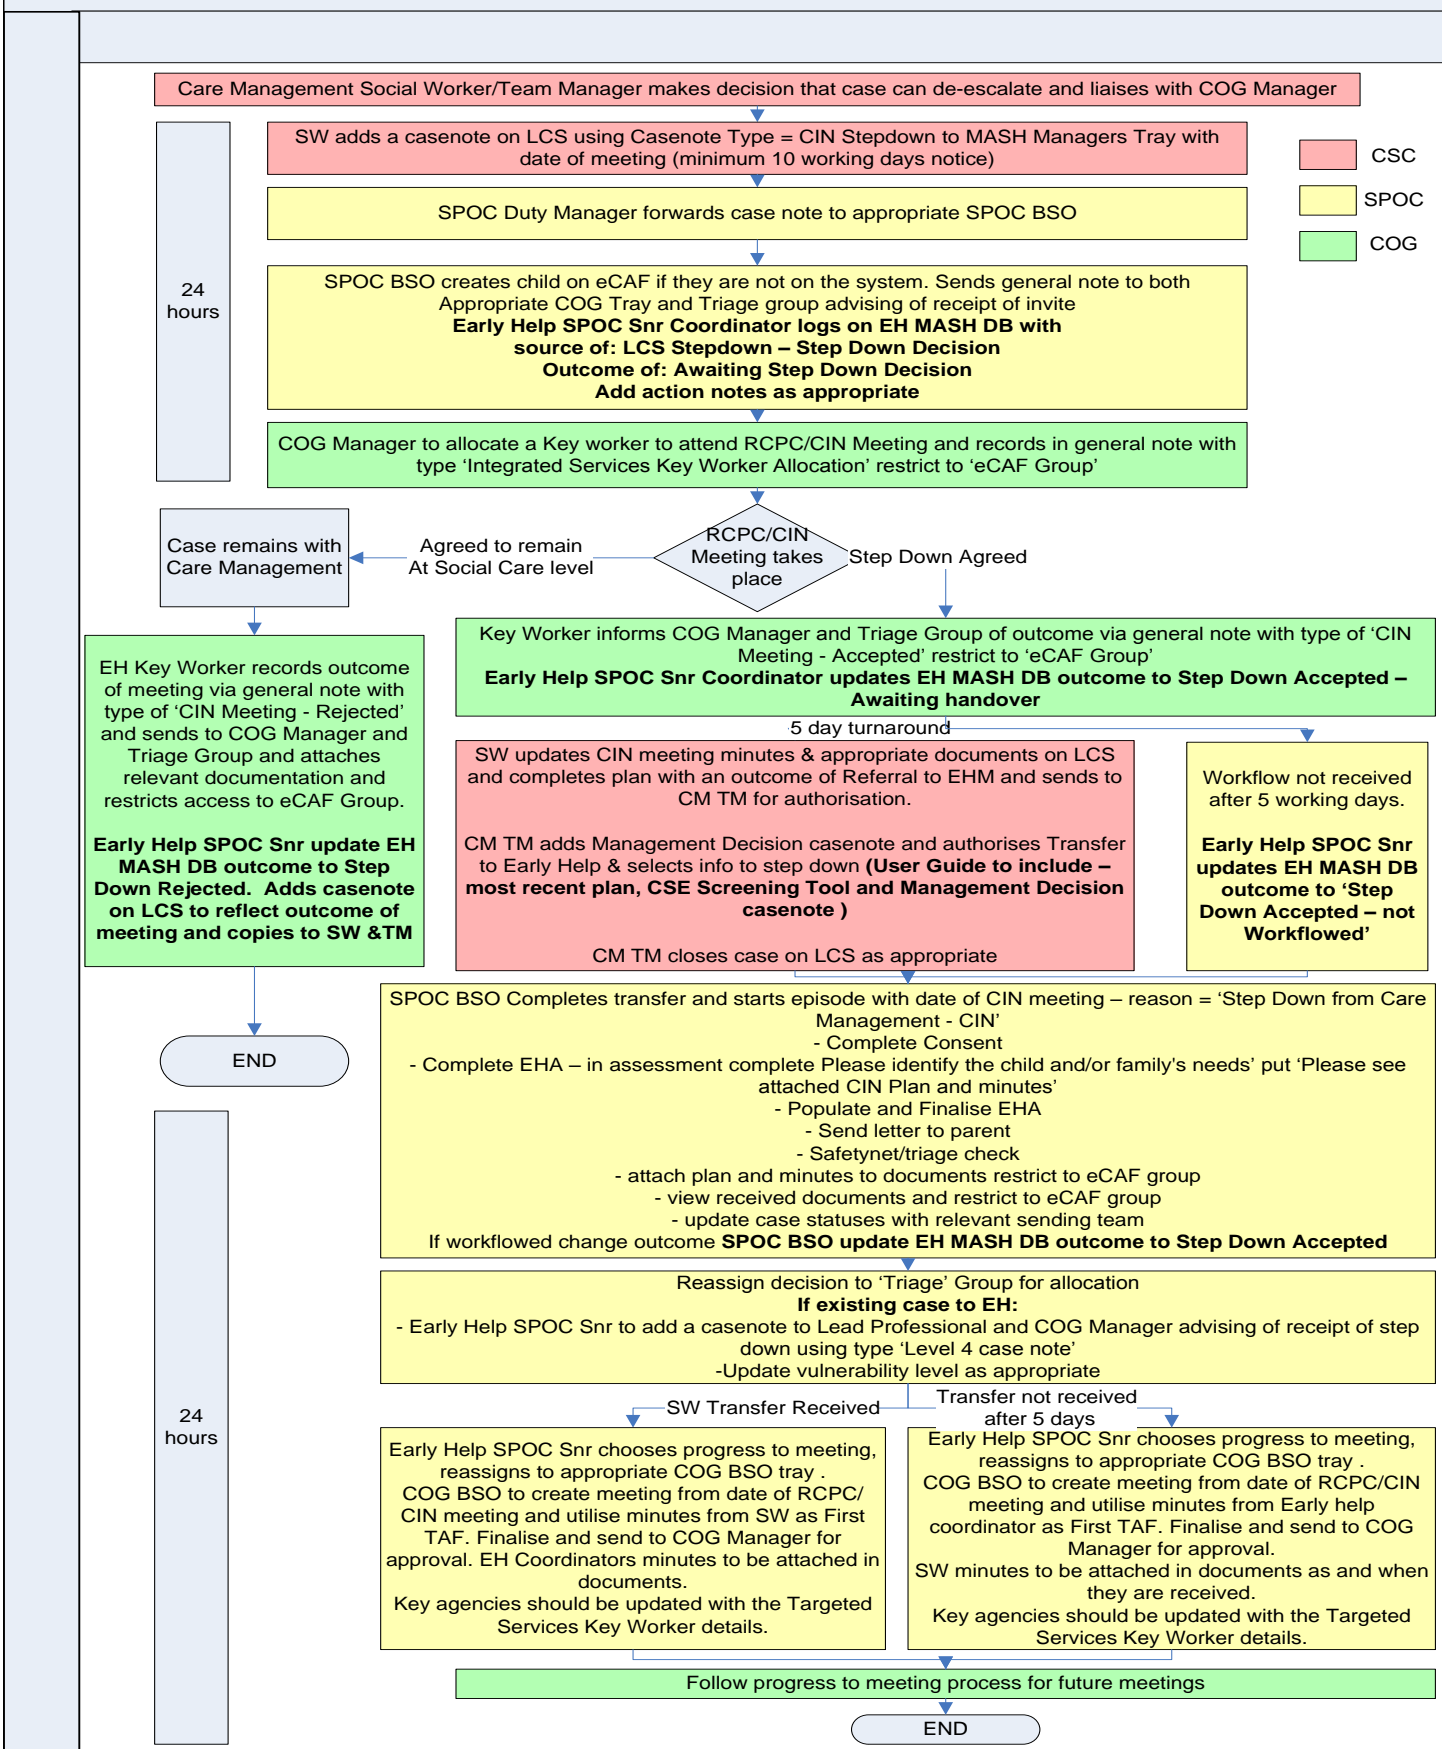 Care Management Social Worker/Team Manager makes decision that case can de-escalate and liaises with COG Manager
SW adds a casenote on LCS using Casenote Type = CIN Stepdown to MASH Managers Tray with
date of meeting (minimum 10 working days notice)
CSC
SPOC
COG
SPOC Duty Manager forwards case note to appropriate SPOC BSO
24
hours
SPOC BSO creates child on eCAF if they are not on the system. Sends general note to both
Appropriate COG Tray and Triage group advising of receipt of invite
Early Help SPOC Snr Coordinator logs on EH MASH DB with
source of: LCS Stepdown – Step Down Decision
Outcome of: Awaiting Step Down Decision
Add action notes as appropriate
COG Manager to allocate a Key worker to attend RCPC/CIN Meeting and records in general note with
type ‘Integrated Services Key Worker Allocation’ restrict to ‘eCAF Group’
RCPC/CIN
Meeting takes
place
Agreed to remain
At Social Care level
Case remains with
Care Management
Step Down Agreed
EH Key Worker records outcome
of meeting via general note with
type of ‘CIN Meeting - Rejected’
and sends to COG Manager and
Triage Group and attaches
relevant documentation and
restricts access to eCAF Group.
Early Help SPOC Snr update EH
MASH DB outcome to Step
Down Rejected.  Adds casenote
on LCS to reflect outcome of
meeting and copies to SW &TM
END
Key Worker informs COG Manager and Triage Group of outcome via general note with type of ‘CIN
Meeting - Accepted’ restrict to ‘eCAF Group’
Early Help SPOC Snr Coordinator updates EH MASH DB outcome to Step Down Accepted –
Awaiting handover
5 day turnaround
SW updates CIN meeting minutes & appropriate documents on LCS
and completes plan with an outcome of Referral to EHM and sends to
CM TM for authorisation.
CM TM adds Management Decision casenote and authorises Transfer
to Early Help & selects info to step down (User Guide to include –
most recent plan, CSE Screening Tool and Management Decision
casenote )
CM TM closes case on LCS as appropriate
Workflow not received
after 5 working days.
Early Help SPOC Snr
updates EH MASH DB
outcome to ‘Step
Down Accepted – not
Workflowed’
SPOC BSO Completes transfer and starts episode with date of CIN meeting – reason = ‘Step Down from Care
Management - CIN’
- Complete Consent
- Complete EHA – in assessment complete Please identify the child and/or family's needs’ put ‘Please see
attached CIN Plan and minutes’
- Populate and Finalise EHA
- Send letter to parent
- Safetynet/triage check
- attach plan and minutes to documents restrict to eCAF group
- view received documents and restrict to eCAF group
- update case statuses with relevant sending team
If workflowed change outcome SPOC BSO update EH MASH DB outcome to Step Down Accepted
24
hours
Reassign decision to ‘Triage’ Group for allocation
If existing case to EH:
- Early Help SPOC Snr to add a casenote to Lead Professional and COG Manager advising of receipt of step
down using type ‘Level 4 case note’
-Update vulnerability level as appropriate
SW Transfer Received
Transfer not received
after 5 days
Early Help SPOC Snr chooses progress to meeting,
reassigns to appropriate COG BSO tray .
COG BSO to create meeting from date of RCPC/
CIN meeting and utilise minutes from SW as First
TAF. Finalise and send to COG Manager for
approval. EH Coordinators minutes to be attached in
documents.
Key agencies should be updated with the Targeted
Services Key Worker details.
Early Help SPOC Snr chooses progress to meeting,
reassigns to appropriate COG BSO tray .
COG BSO to create meeting from date of RCPC/CIN
meeting and utilise minutes from Early help
coordinator as First TAF. Finalise and send to COG
Manager for approval.
SW minutes to be attached in documents as and when
they are received.
Key agencies should be updated with the Targeted
Services Key Worker details.
Follow progress to meeting process for future meetings
END